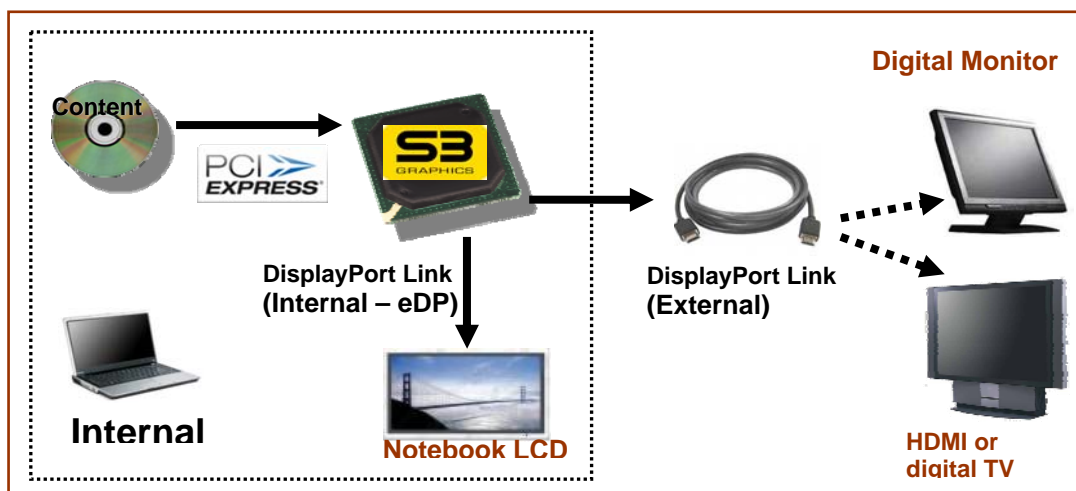 Digital Monitor
Content
PCI
EXPRESS®
S3
GRAPHICS
DisplayPort Link
(Internal – eDP)
DisplayPort Link
(External)
Internal
Notebook LCD
HDMI or
digital TV